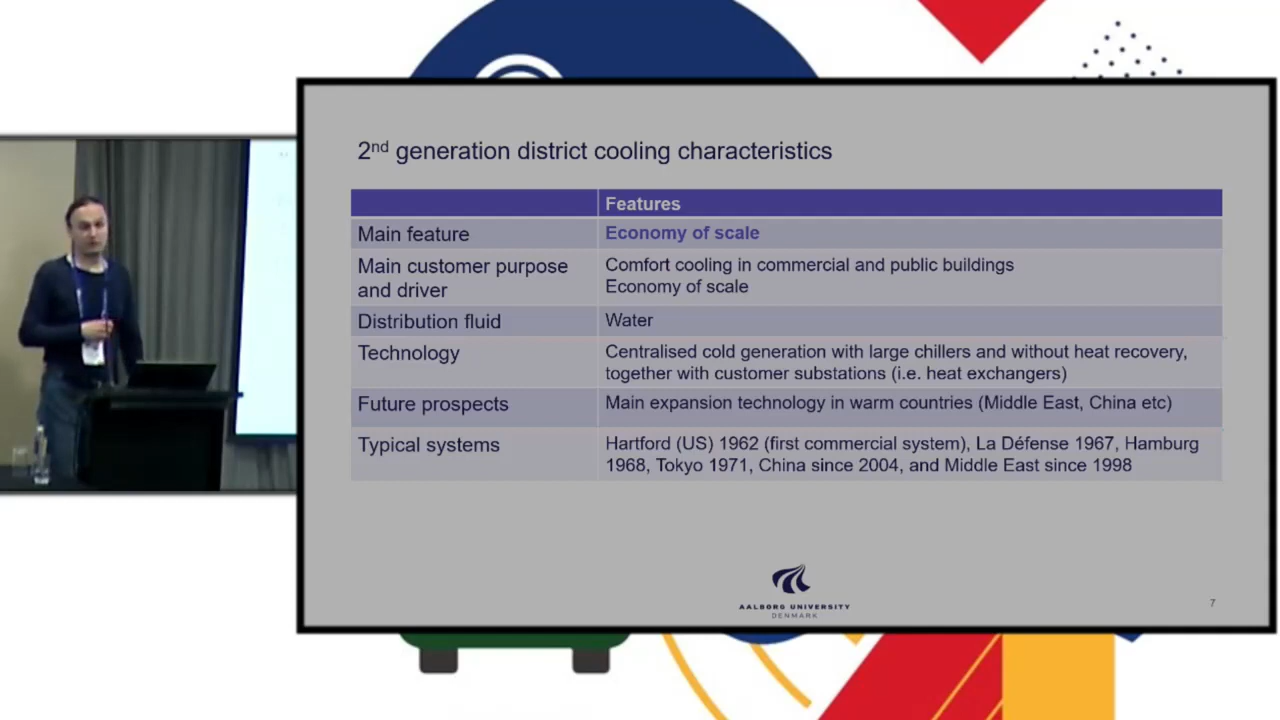 2nd generation district cooling characteristics
Features
Main feature
Economy of scale
Main customer purpose
and driver
Comfort cooling in commercial and public buildings
Economy of scale
Distribution fluid
Water
Technology
Centralised cold generation with large chillers and without heat recovery,
together with customer substations (i.e. heat exchangers)
Future prospects
Main expansion technology in warm countries (Middle East, China etc)
Typical systems
Hartford (US) 1962 (first commercial system), La Défense 1967, Hamburg
1968, Tokyo 1971, China since 2004, and Middle East since 1998
AALBORG UNIVERSITY
DENMARK
7